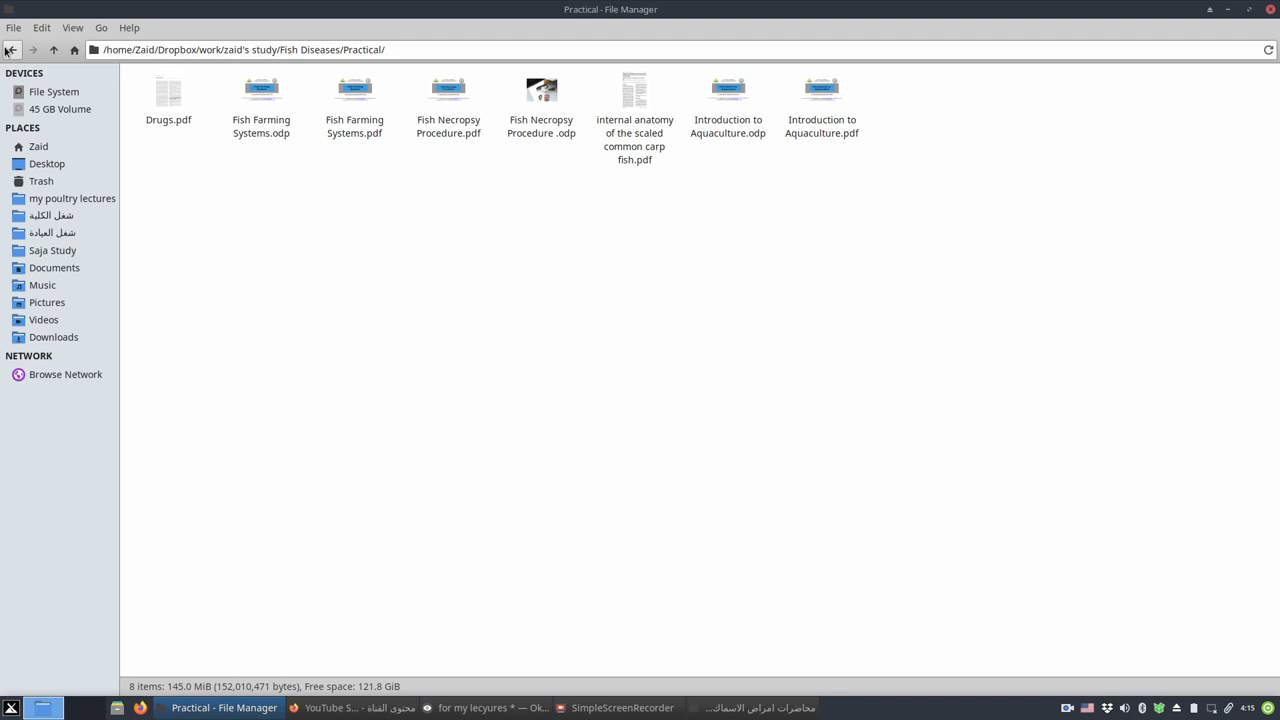 Practical - File Manager
File Edit View Go Help
/home/Zaid/Dropbox/work/zaid's study/Fish Diseases/Practical/
DEVICES
File System
45 GB Volume
PLACES
Zaid
Desktop
Trash
my poultry lectures
شغل الكلية
شغل العيادة
Saja Study
Documents
Music
Pictures
Videos
Downloads
NETWORK
Browse Network
Drugs.pdf
Fish Farming
Systems.odp
Fish Farming
Systems.pdf
Fish Necropsy
Procedure.pdf
Fish Necropsy
Procedure .odp
internal anatomy
of the scaled
common carp
fish.pdf
Introduction to
Aquaculture.odp
Introduction to
Aquaculture.pdf
8 items: 145.0 MiB (152,010,471 bytes), Free space: 121.8 GiB
Practical - File Manager
YouTube S... - محتوى القناة
for my lecyures * — Ok...
SimpleScreenRecorder
محاضرات امراض الاسماك...
4:15